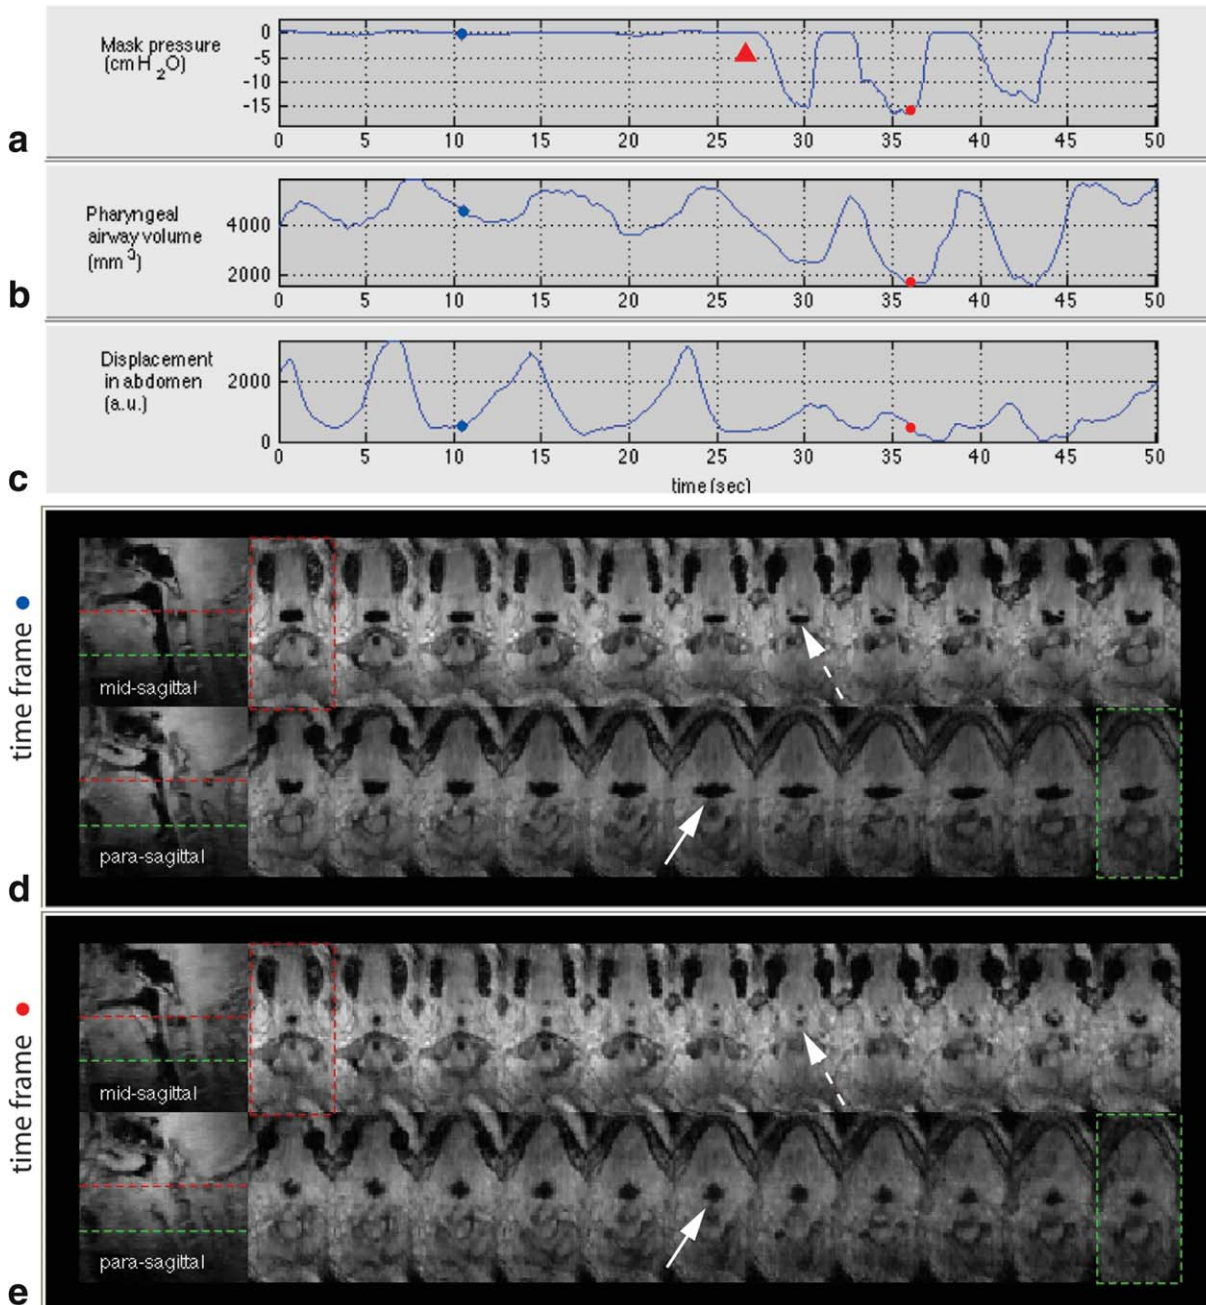 Mask pressure
(cm H2O)
0
-5
-10
-15
0 5 10 15 20 25 30 35 40 45 50
a
Pharyngeal
airway volume
(mm3)
4000
2000
0 5 10 15 20 25 30 35 40 45 50
b
Displacement
in abdomen
(a.u.)
2000
0
0 5 10 15 20 25 30 35 40 45 50
time (sec)
c
time frame
mid-sagittal
para-sagittal
d
time frame
mid-sagittal
para-sagittal
e